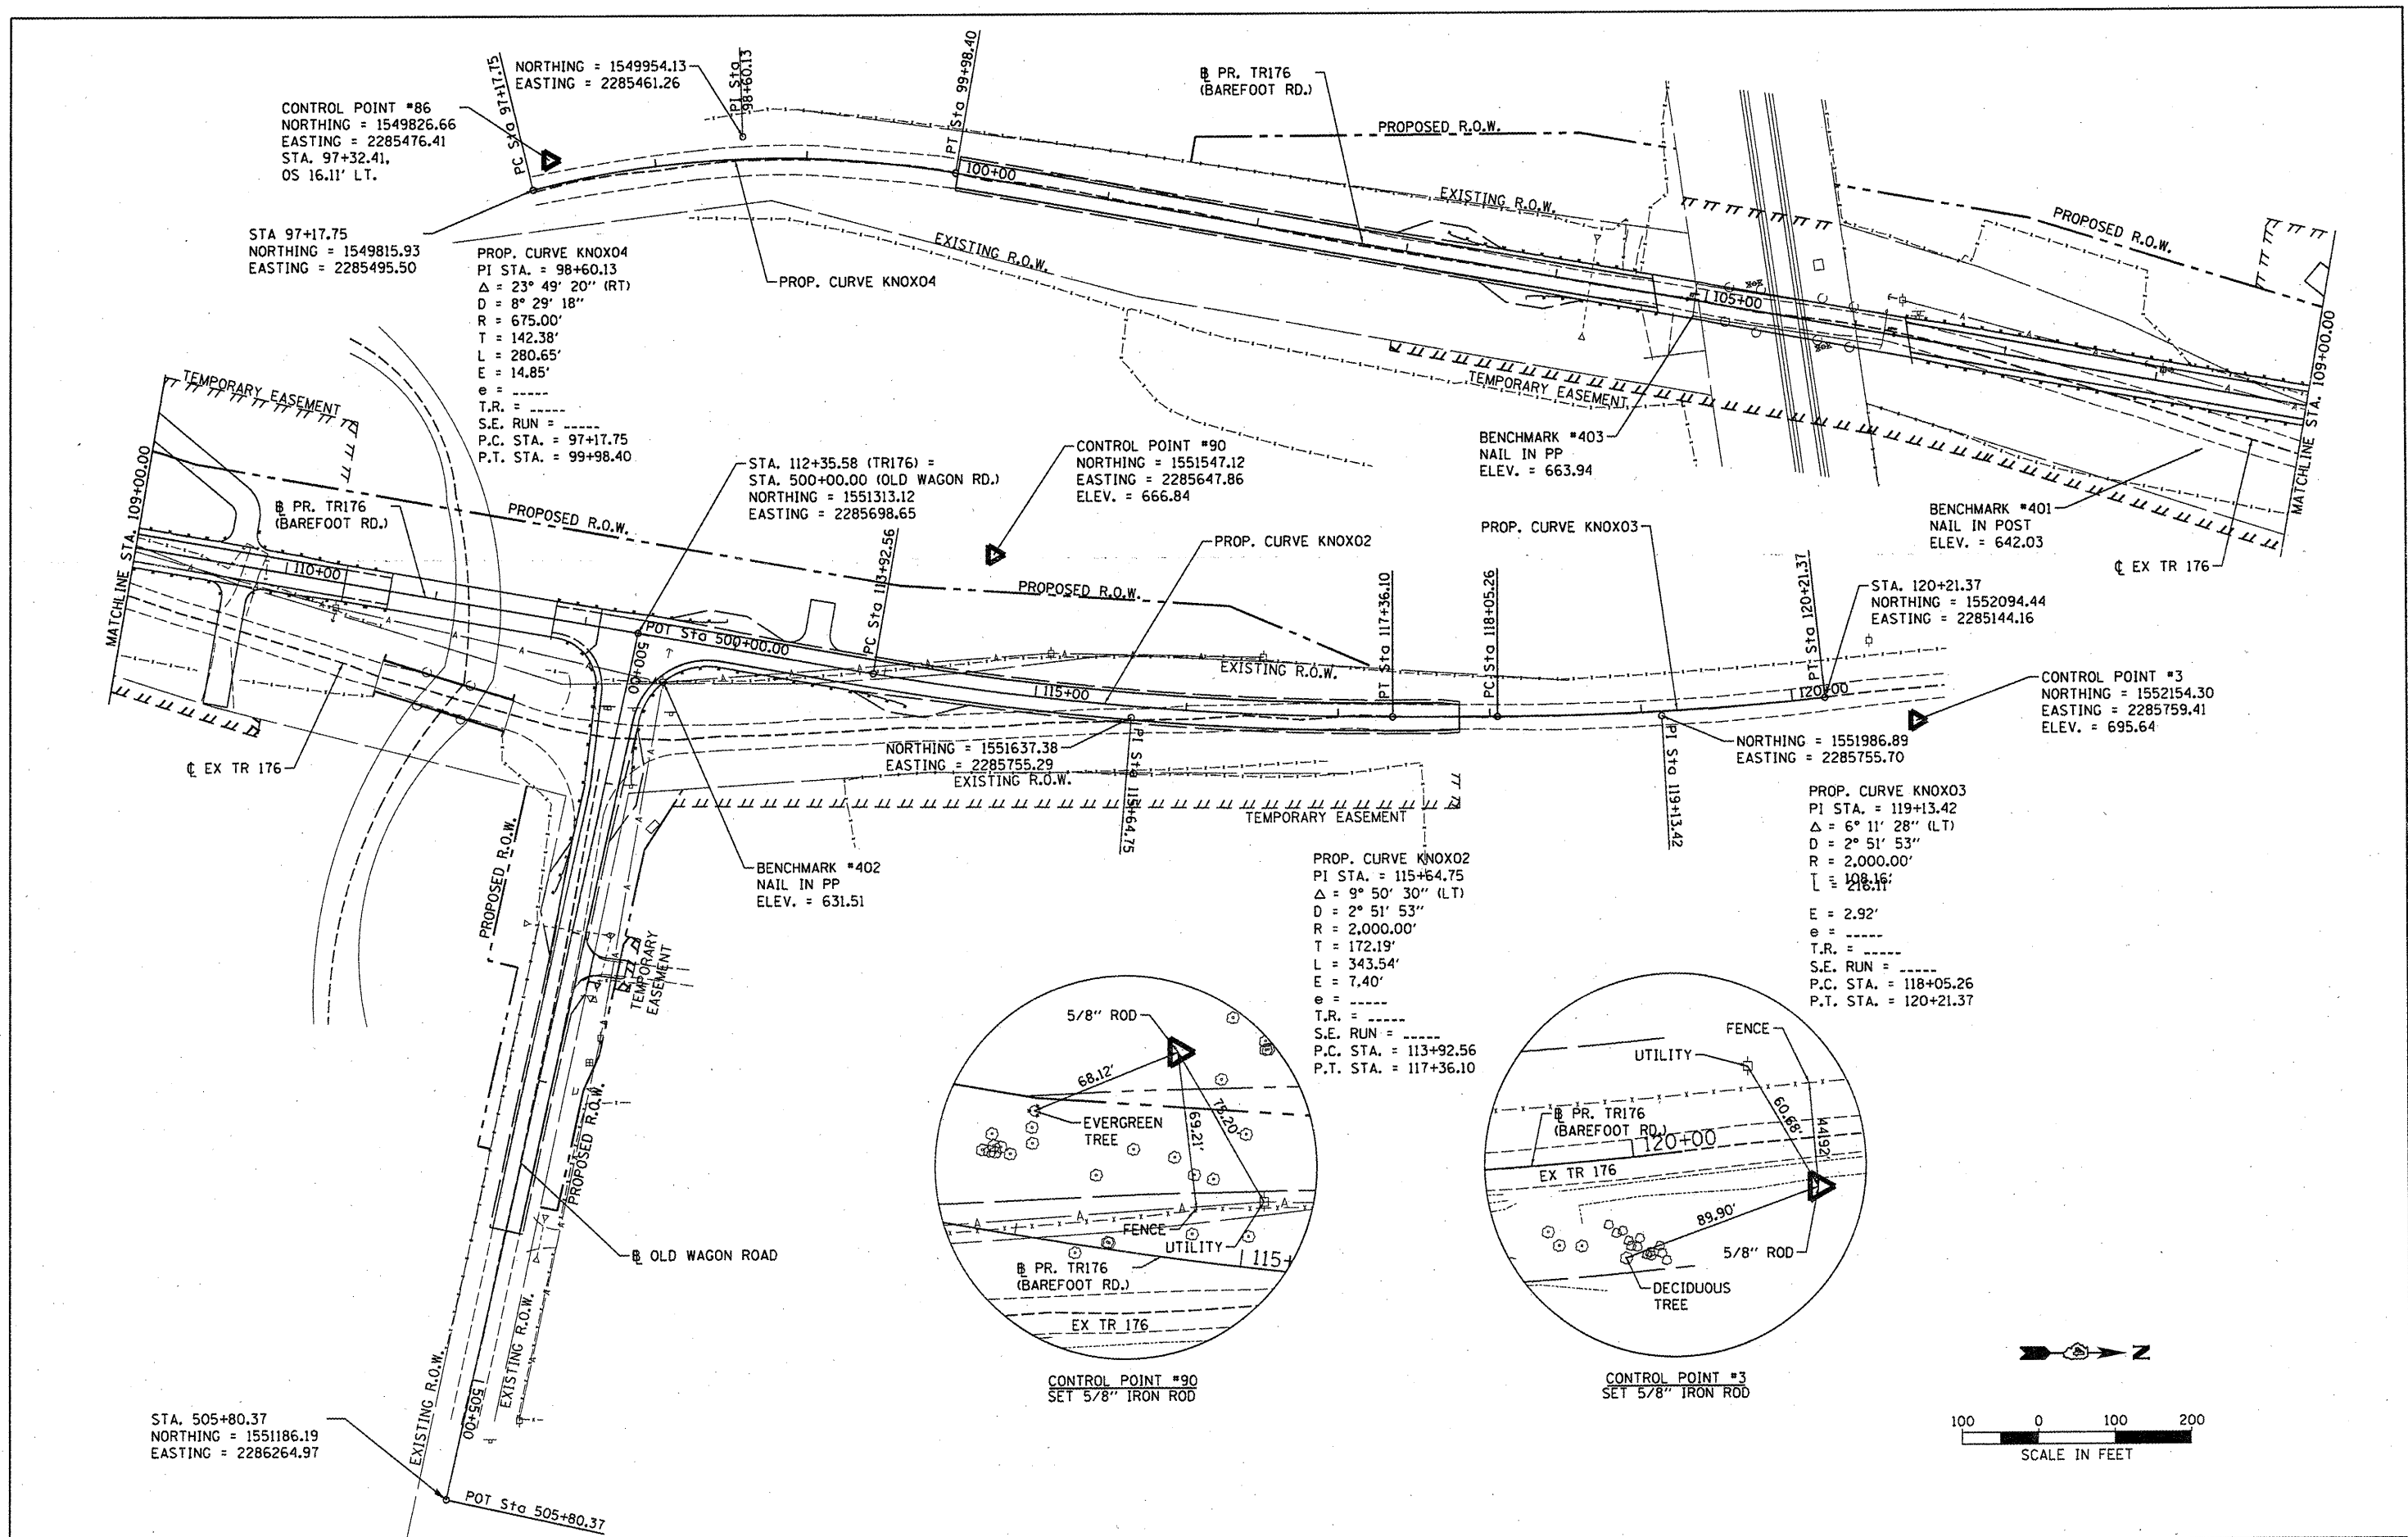 PC Sta 97+17.75
NORTHING = 1549954.13
EASTING = 2285461.26
PI Sta
98+60.13
PT Sta 99+98.40
CONTROL POINT #86
NORTHING = 1549826.66
EASTING = 2285476.41
STA. 97+32.41,
OS 16.11' LT.
STA 97+17.75
NORTHING = 1549815.93
EASTING = 2285495.50
℄ PR. TR176
(BAREFOOT RD.)
PROPOSED R.O.W.
100+00
EXISTING R.O.W.
EXISTING R.O.W.
PROP. CURVE KNOX04
105+00
PROPOSED R.O.W.
MATCHLINE STA. 109+00.00
PROP. CURVE KNOX04
PI STA. = 98+60.13
Δ = 23° 49' 20" (RT)
D = 8° 29' 18"
R = 675.00'
T = 142.38'
L = 280.65'
E = 14.85'
e = -----
T.R. = -----
S.E. RUN = -----
P.C. STA. = 97+17.75
P.T. STA. = 99+98.40
TEMPORARY EASEMENT
BENCHMARK #403
NAIL IN PP
ELEV. = 663.94
BENCHMARK #401
NAIL IN POST
ELEV. = 642.03
℄ EX TR 176
TEMPORARY EASEMENT
MATCHLINE STA. 109+00.00
℄ PR. TR176
(BAREFOOT RD.)
PROPOSED R.O.W.
110+00
STA. 112+35.58 (TR176) =
STA. 500+00.00 (OLD WAGON RD.)
NORTHING = 1551313.12
EASTING = 2285698.65
POT Sta 500+00.00
500+00
PC Sta 113+92.56
CONTROL POINT #90
NORTHING = 1551547.12
EASTING = 2285647.86
ELEV. = 666.84
PROP. CURVE KNOX02
PROPOSED R.O.W.
115+00
EXISTING R.O.W.
PT Sta 117+36.10
PC Sta 118+05.26
PROP. CURVE KNOX03
PT Sta 120+21.37
120+00
STA. 120+21.37
NORTHING = 1552094.44
EASTING = 2285144.16
CONTROL POINT #3
NORTHING = 1552154.30
EASTING = 2285759.41
ELEV. = 695.64
NORTHING = 1551637.38
EASTING = 2285755.29
PI Sta 115+64.75
EXISTING R.O.W.
TEMPORARY EASEMENT
NORTHING = 1551986.89
EASTING = 2285755.70
PI Sta 119+13.42
℄ EX TR 176
BENCHMARK #402
NAIL IN PP
ELEV. = 631.51
PROP. CURVE KNOX02
PI STA. = 115+64.75
Δ = 9° 50' 30" (LT)
D = 2° 51' 53"
R = 2,000.00'
T = 172.19'
L = 343.54'
E = 7.40'
e = -----
T.R. = -----
S.E. RUN = -----
P.C. STA. = 113+92.56
P.T. STA. = 117+36.10
PROP. CURVE KNOX03
PI STA. = 119+13.42
Δ = 6° 11' 28" (LT)
D = 2° 51' 53"
R = 2,000.00'
T = 108.16'
L = 216.11'
E = 2.92'
e = -----
T.R. = -----
S.E. RUN = -----
P.C. STA. = 118+05.26
P.T. STA. = 120+21.37
PROPOSED R.O.W.
TEMPORARY
EASEMENT
PROPOSED R.O.W.
℄ OLD WAGON ROAD
EXISTING R.O.W.
EXISTING R.O.W.
505+00
STA. 505+80.37
NORTHING = 1551186.19
EASTING = 2286264.97
POT Sta 505+80.37
5/8" ROD
68.12'
69.21'
75.20'
EVERGREEN
TREE
FENCE
UTILITY
℄ PR. TR176
(BAREFOOT RD.)
115+
EX TR 176
CONTROL POINT #90
SET 5/8" IRON ROD
FENCE
UTILITY
60.68'
44.92'
℄ PR. TR176
(BAREFOOT RD.)
120+00
EX TR 176
89.90'
5/8" ROD
DECIDUOUS
TREE
CONTROL POINT #3
SET 5/8" IRON ROD
N
100 0 100 200
SCALE IN FEET